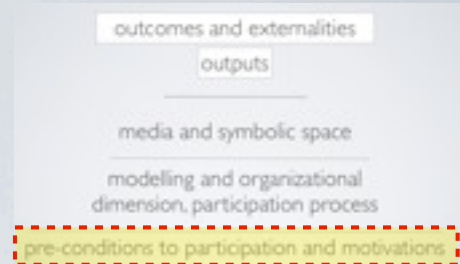 outcomes and externalities
outputs
media and symbolic space
modelling and organizational
dimension, participation process
pre-conditions to participation and motivations